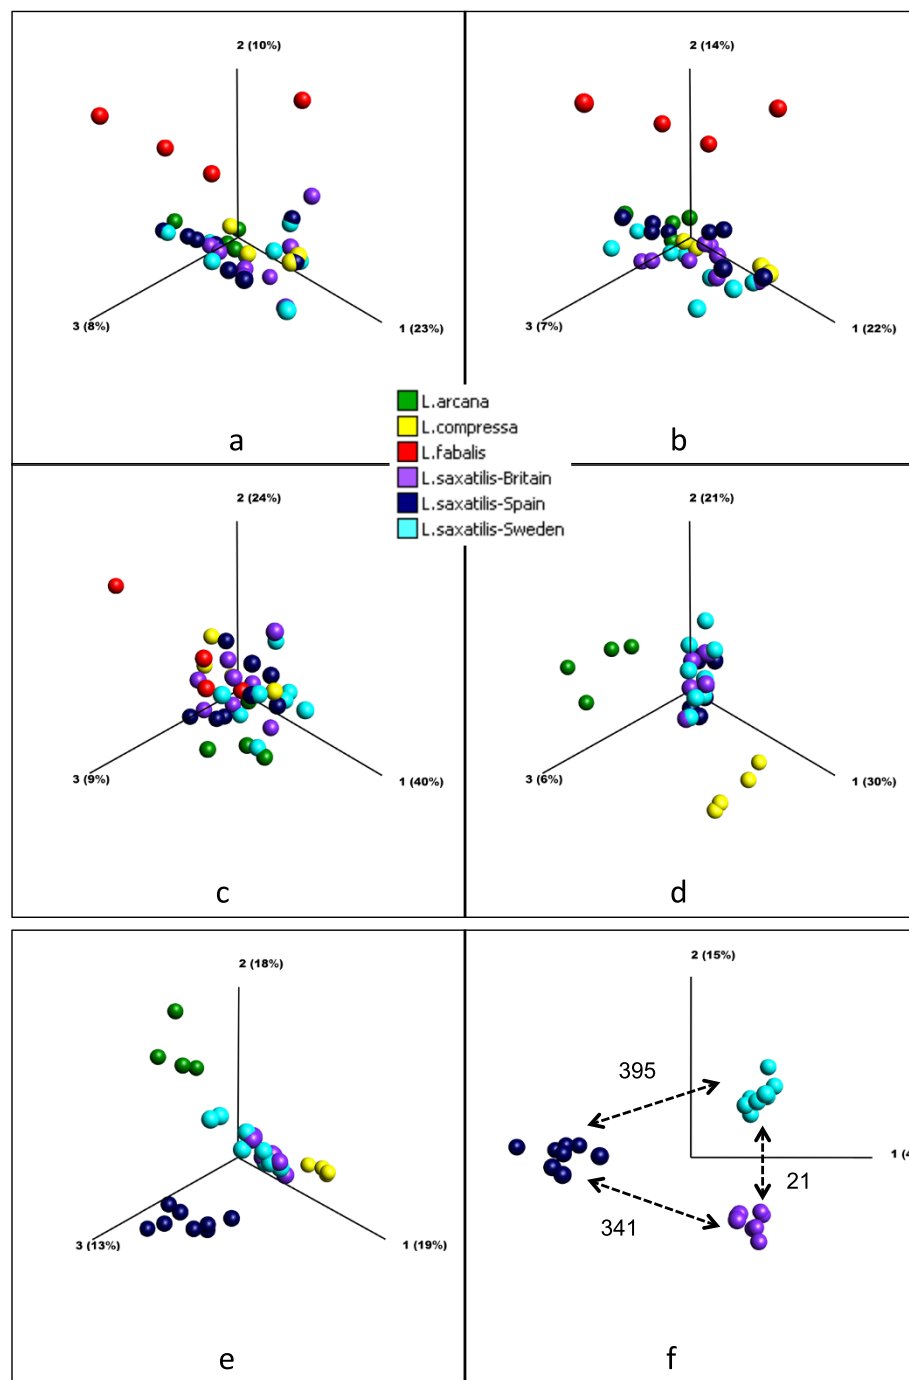 2 (10%)
3 (8%)
1 (23%)
a
2 (14%)
3 (7%)
1 (22%)
b
L.arcana
L.compressa
L.fabalis
L.saxatilis-Britain
L.saxatilis-Spain
L.saxatilis-Sweden
2 (24%)
3 (9%)
1 (40%)
c
2 (21%)
3 (6%)
1 (30%)
d
2 (18%)
3 (13%)
1 (19%)
e
2 (15%)
395
21
341
1 (4
f